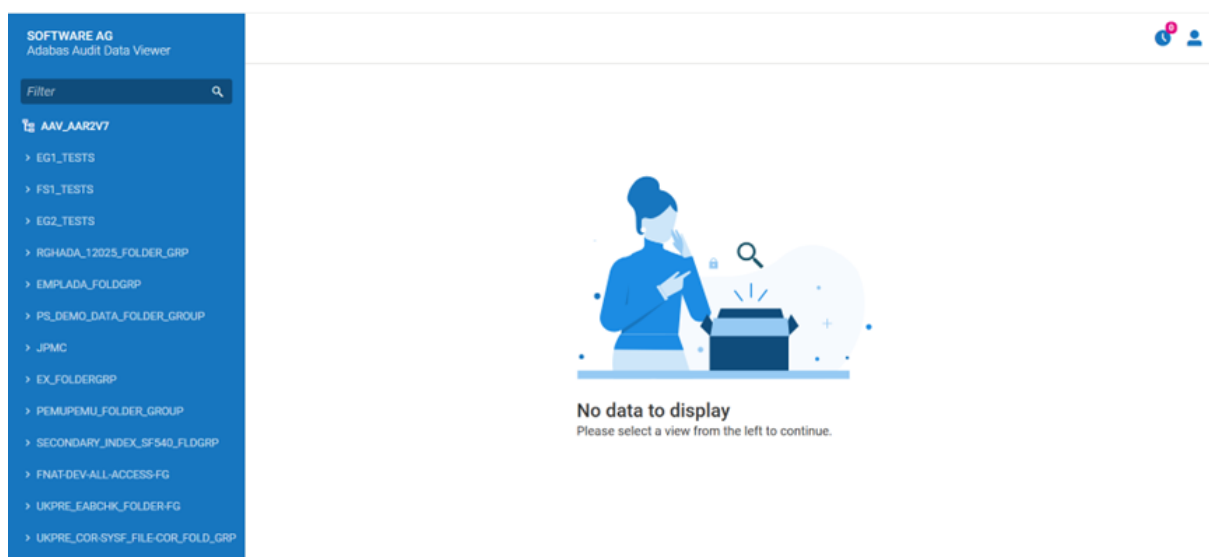 SOFTWARE AG
Adabas Audit Data Viewer
0
Filter
AAV_AAR2V7
EG1_TESTS
FS1_TESTS
EG2_TESTS
RGHADA_12025_FOLDER_GRP
EMPLADA_FOLDGRP
PS_DEMO_DATA_FOLDER_GROUP
JPMC
EX_FOLDERGRP
PEMUPEMU_FOLDER_GROUP
SECONDARY_INDEX_SF540_FLDGRP
FNAT-DEV-ALL-ACCESS-FG
UKPRE_EABCHK_FOLDER-FG
UKPRE_COR-SYSF_FILE-COR_FOLD_GRP
No data to display
Please select a view from the left to continue.